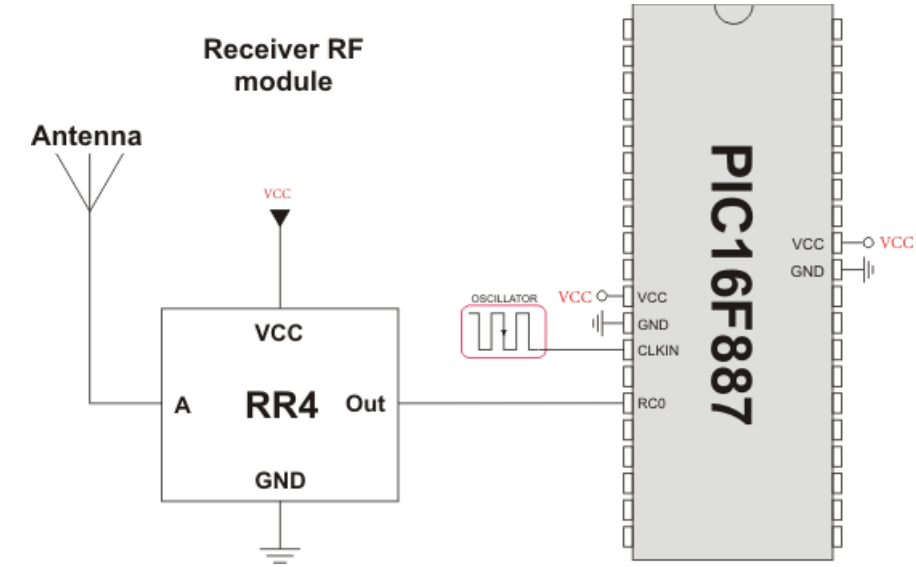 Receiver RF
module
Antenna
VCC
VCC
A
RR4
Out
GND
OSCILLATOR
VCC
VCC
GND
CLKIN
RC0
PIC16F887
VCC
VCC
GND